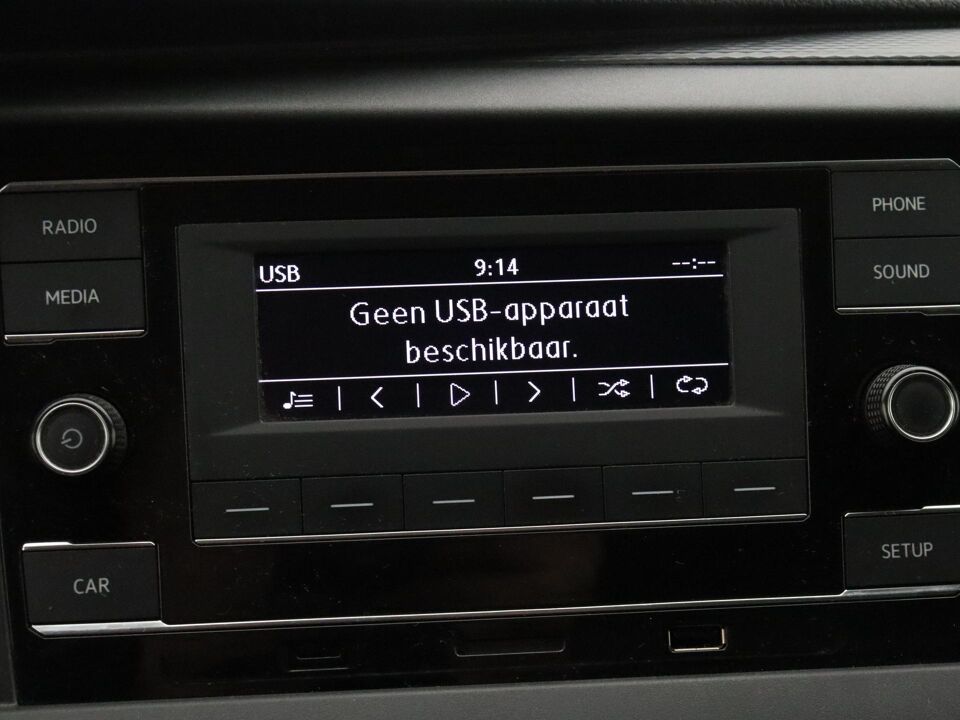 RADIO
MEDIA
PHONE
SOUND
USB 9:14 --:--
Geen USB-apparaat
beschikbaar.
CAR
SETUP